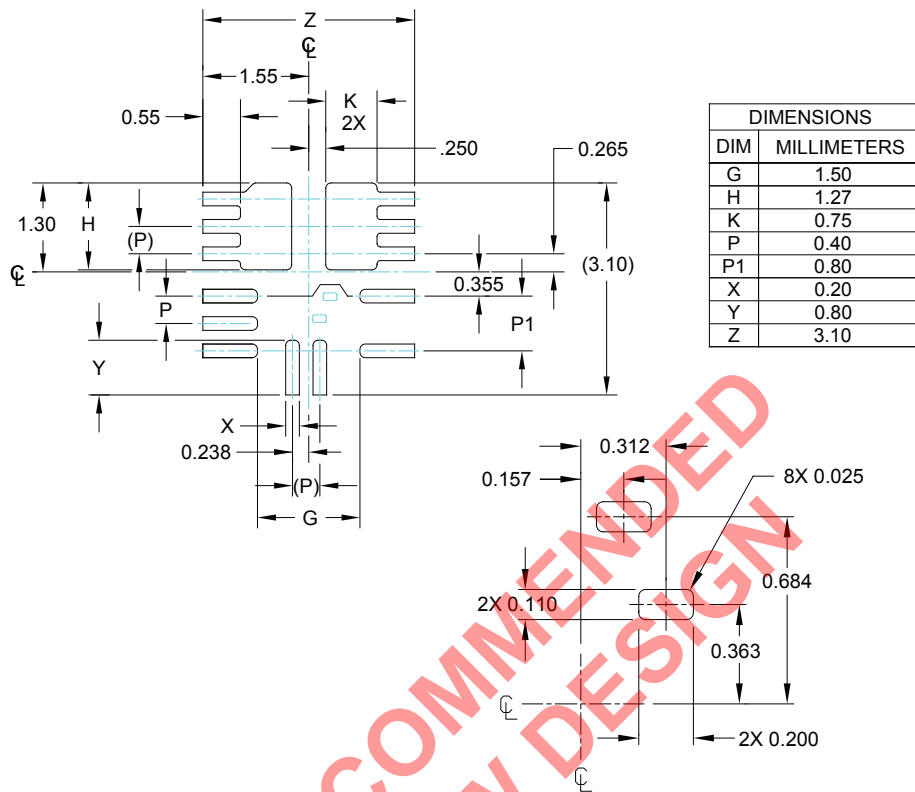 Z
℄
1.55
K
2X
0.55
.250
0.265
1.30
H
(P)
(3.10)
℄
0.355
P
P1
Y
X
0.238
(P)
G
DIMENSIONS
DIM MILLIMETERS
G 1.50
H 1.27
K 0.75
P 0.40
P1 0.80
X 0.20
Y 0.80
Z 3.10
0.312
0.157
8X 0.025
0.684
2X 0.110
0.363
℄
2X 0.200
℄
COMMENDED
DESIGN